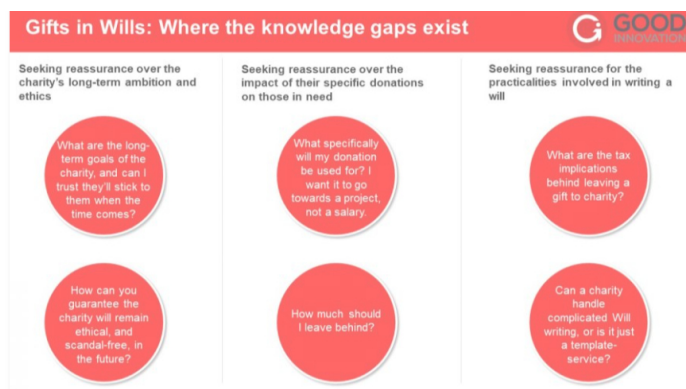 Gifts in Wills: Where the knowledge gaps exist
GOOD
INNOVATION
Seeking reassurance over the
charity's long-term ambition and
ethics
What are the long-
term goals of the
charity, and can I
trust they'll stick to
them when the
time comes?
How can you
guarantee the
charity will remain
ethical, and
scandal-free, in
the future?
Seeking reassurance over the
impact of their specific donations
on those in need
What specifically
will my donation
be used for? I
want it to go
towards a project,
not a salary.
How much should
I leave behind?
Seeking reassurance for the
practicalities involved in writing a
will
What are the tax
implications
behind leaving a
gift to charity?
Can a charity
handle
complicated Will
writing, or is it just
a template-
service?